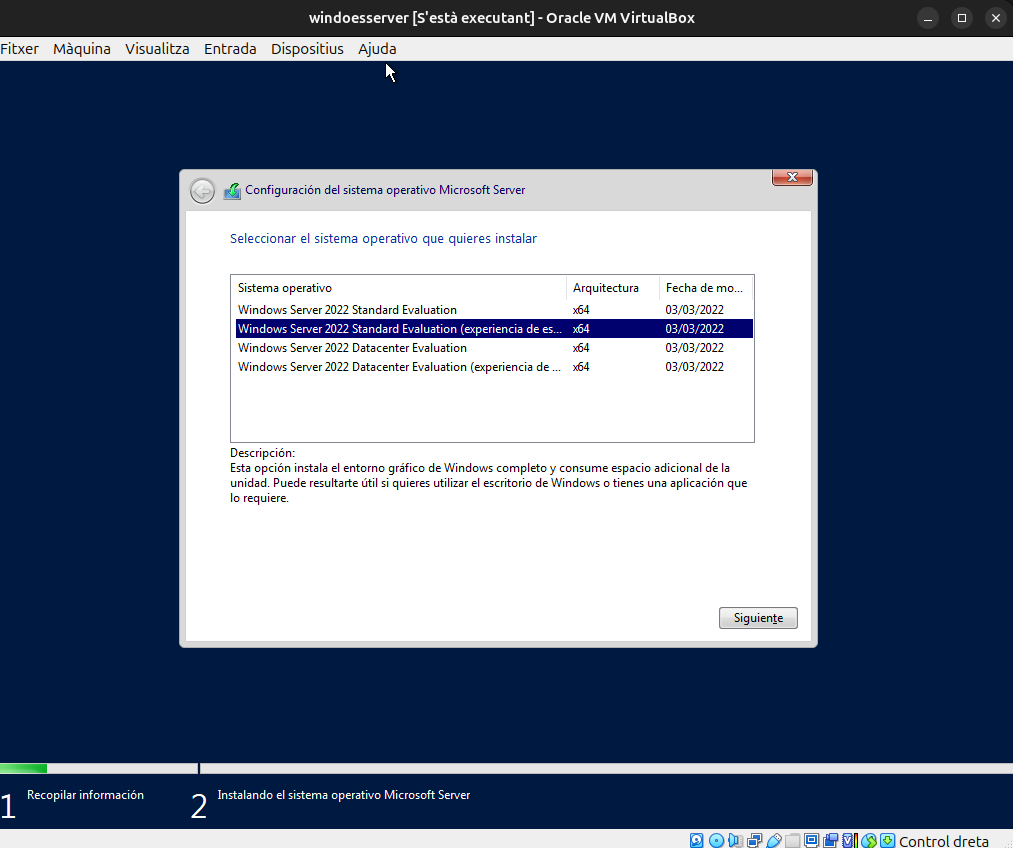 windoesserver [S'està executant] - Oracle VM VirtualBox
Fitxer Màquina Visualitza Entrada Dispositius Ajuda
Configuración del sistema operativo Microsoft Server
Seleccionar el sistema operativo que quieres instalar
Sistema operativo Arquitectura Fecha de mo...
Windows Server 2022 Standard Evaluation x64 03/03/2022
Windows Server 2022 Standard Evaluation (experiencia de es... x64 03/03/2022
Windows Server 2022 Datacenter Evaluation x64 03/03/2022
Windows Server 2022 Datacenter Evaluation (experiencia de ... x64 03/03/2022
Descripción:
Esta opción instala el entorno gráfico de Windows completo y consume espacio adicional de la
unidad. Puede resultarte útil si quieres utilizar el escritorio de Windows o tienes una aplicación que
lo requiere.
Siguiente
1 Recopilar información 2 Instalando el sistema operativo Microsoft Server
Control dreta